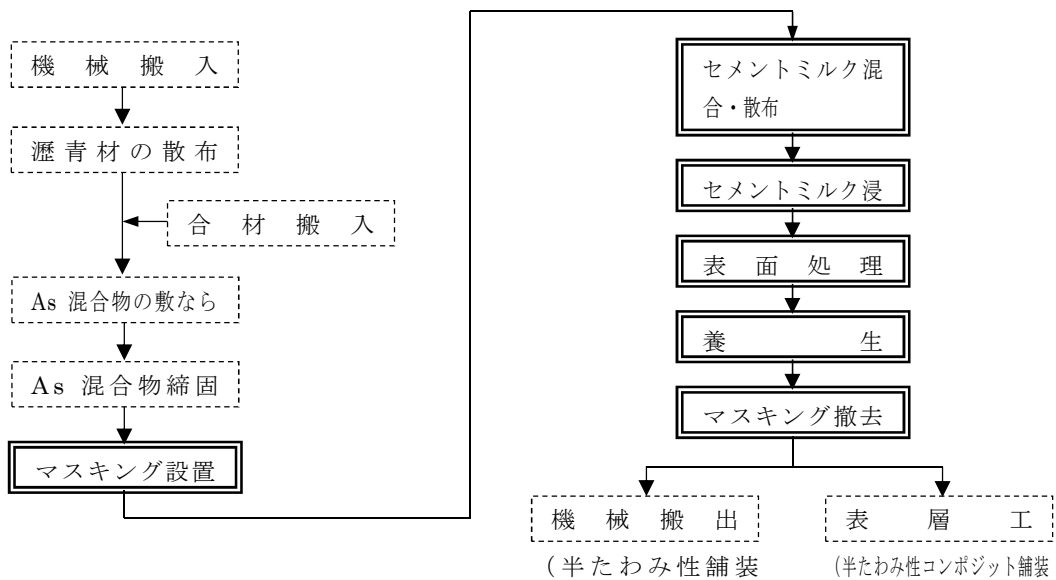 機械搬入
瀝青材の散布
合材搬入
As 混合物の敷なら
As 混合物締固
マスキング設置
セメントミルク混
合・散布
セメントミルク浸
表面処理
養生
マスキング撤去
機械搬出
(半たわみ性舗装
表層工
(半たわみ性コンポジット舗装